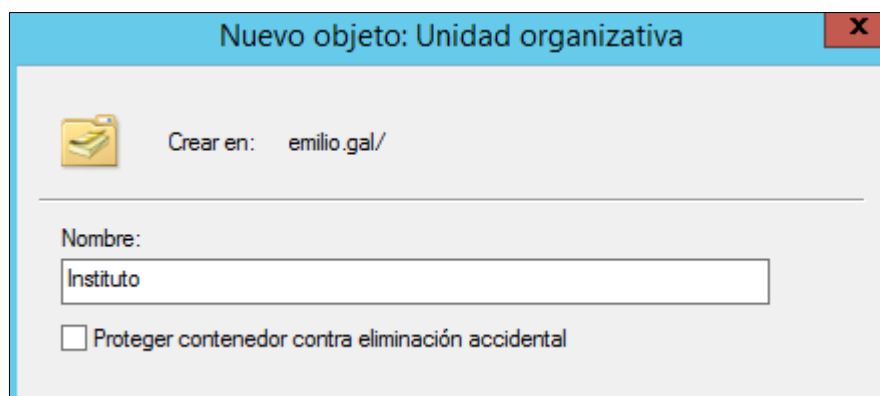 Nuevo objeto: Unidad organizativa
x
Crear en: emilio.gal/
Nombre:
Instituto
Proteger contenedor contra eliminación accidental